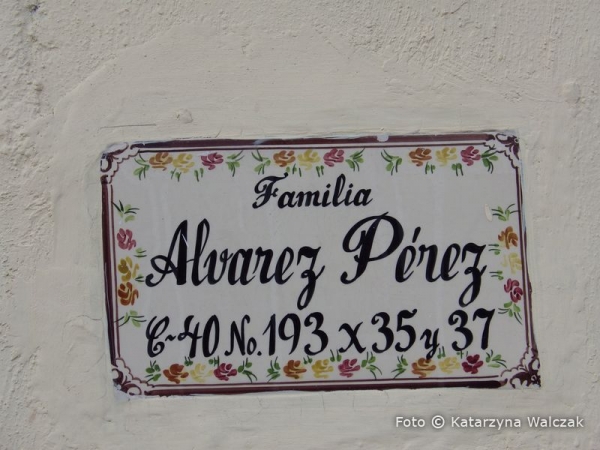 Familia
Alvarez Pérez
C-40 No. 193 x 35 y 37
Foto © Katarzyna Walczak